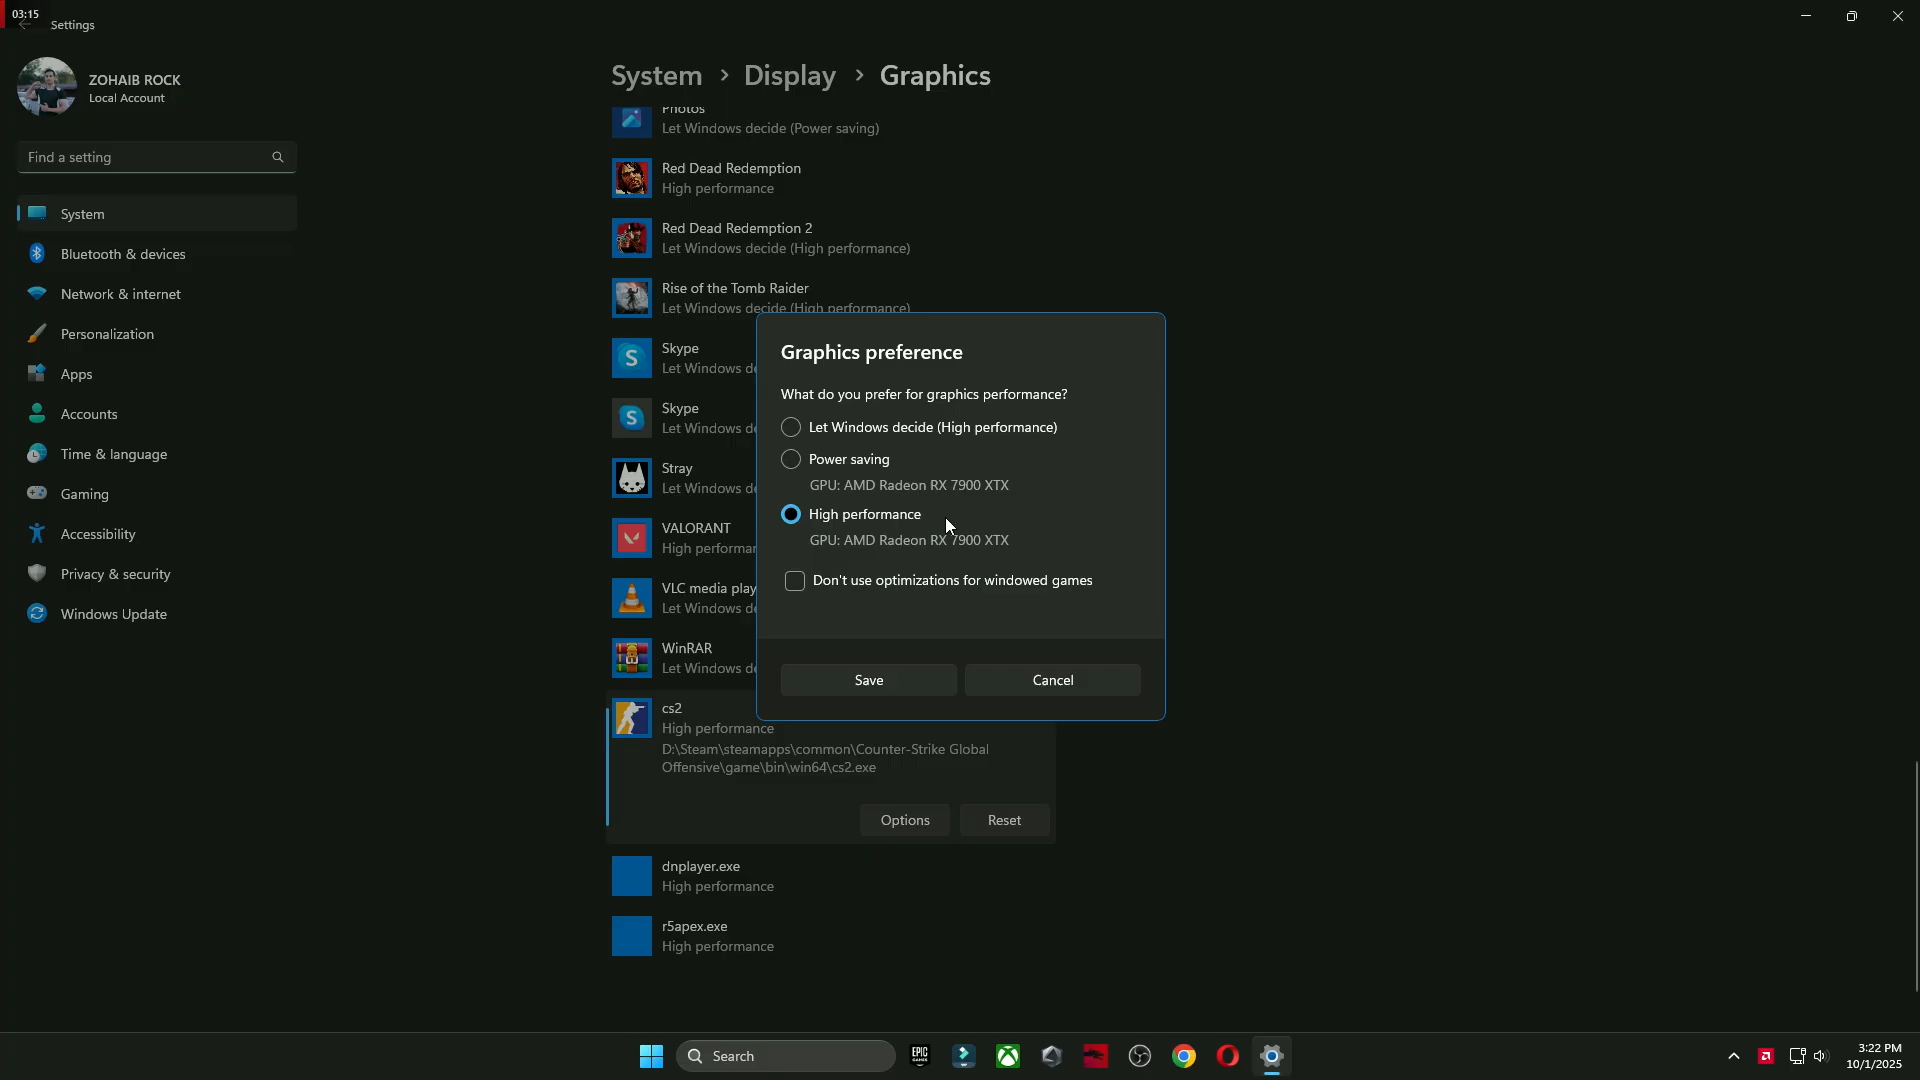 03:15
Settings
ZOHAIB ROCK
Local Account
Find a setting
System
Bluetooth & devices
Network & internet
Personalization
Apps
Accounts
Time & language
Gaming
Accessibility
Privacy & security
Windows Update
System > Display > Graphics
Photos
Let Windows decide (Power saving)
Red Dead Redemption
High performance
Red Dead Redemption 2
Let Windows decide (High performance)
Rise of the Tomb Raider
Let Windows decide (High performance)
Skype
Let Windows de
Skype
Let Windows de
Stray
Let Windows de
VALORANT
High performan
VLC media play
Let Windows de
WinRAR
Let Windows de
cs2
High performance
D:\Steam\steamapps\common\Counter-Strike Global
Offensive\game\bin\win64\cs2.exe
Options
Reset
dnplayer.exe
High performance
r5apex.exe
High performance
Graphics preference
What do you prefer for graphics performance?
Let Windows decide (High performance)
Power saving
GPU: AMD Radeon RX 7900 XTX
High performance
GPU: AMD Radeon RX 7900 XTX
Don't use optimizations for windowed games
Save
Cancel
Search
EPIC
GAMES
3:22 PM
10/1/2025